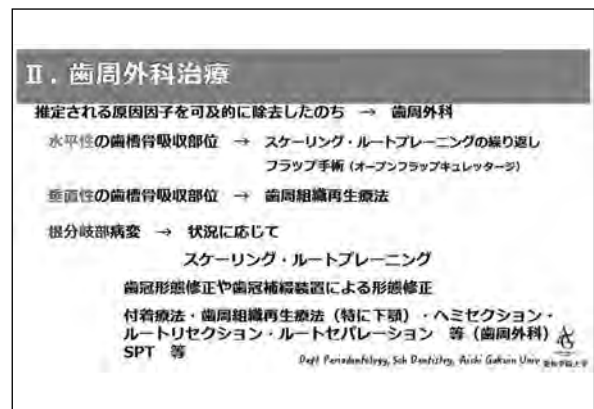 Ⅱ．歯周外科治療
推定される原因因子を可及的に除去したのち → 歯周外科
水平性の歯槽骨吸収部位 → スケーリング・ルートプレーニングの繰り返し
フラップ手術（オープンフラップキュレッタージ）
垂直性の歯槽骨吸収部位 → 歯周組織再生療法
根分岐部病変 → 状況に応じて
スケーリング・ルートプレーニング
歯冠形態修正や歯冠補綴装置による形態修正
付着療法・歯周組織再生療法（特に下顎）・ヘミセクション・
ルートリセクション・ルートセパレーション 等（歯周外科）
SPT 等
Dept Periodontology, Sch Dentistry, Aichi Gakuin Univ
愛知学院大学